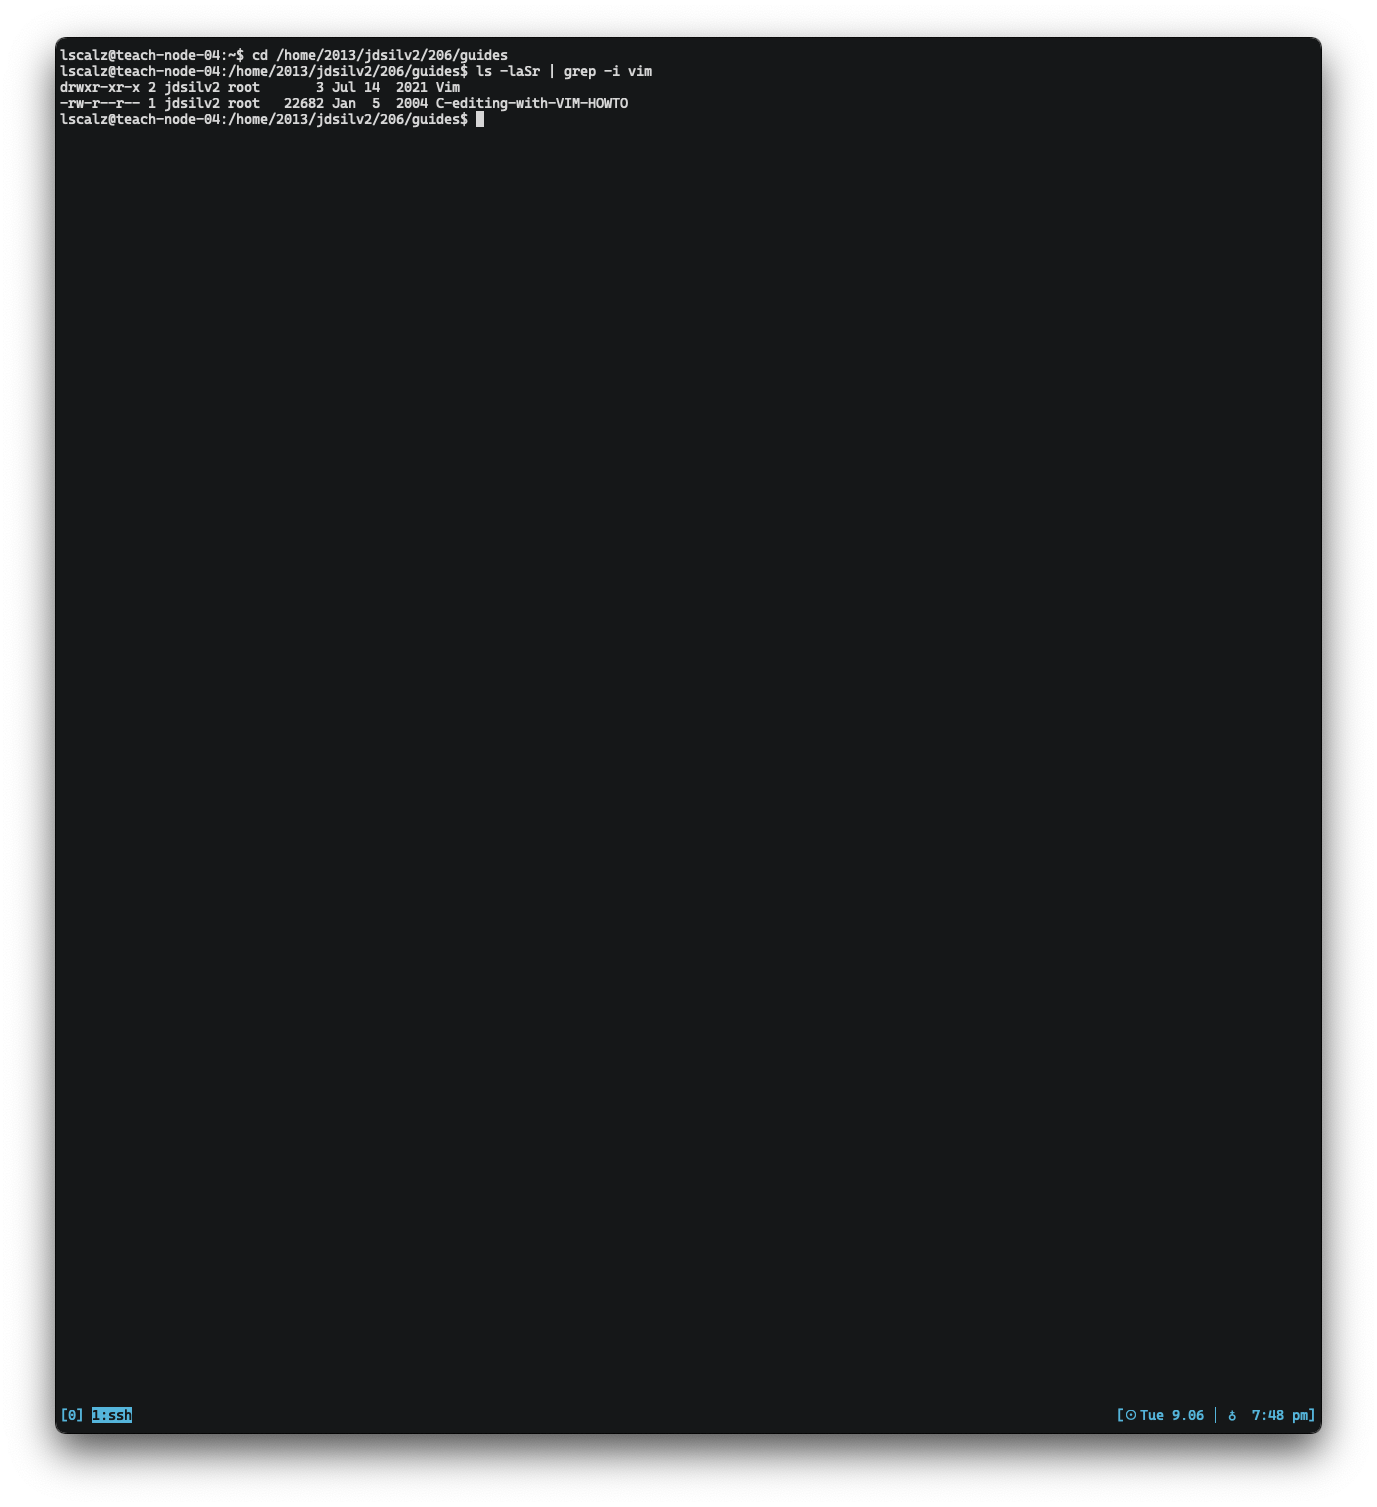 lscalz@teach-node-04:~$ cd /home/2013/jdsilv2/206/guides
lscalz@teach-node-04:/home/2013/jdsilv2/206/guides$ ls -laSr | grep -i vim
drwxr-xr-x 2 jdsilv2 root       3 Jul 14  2021 Vim
-rw-r--r-- 1 jdsilv2 root   22682 Jan  5  2004 C-editing-with-VIM-HOWTO
lscalz@teach-node-04:/home/2013/jdsilv2/206/guides$
[0] 1:ssh [☉Tue 9.06 │ ♁  7:48 pm]